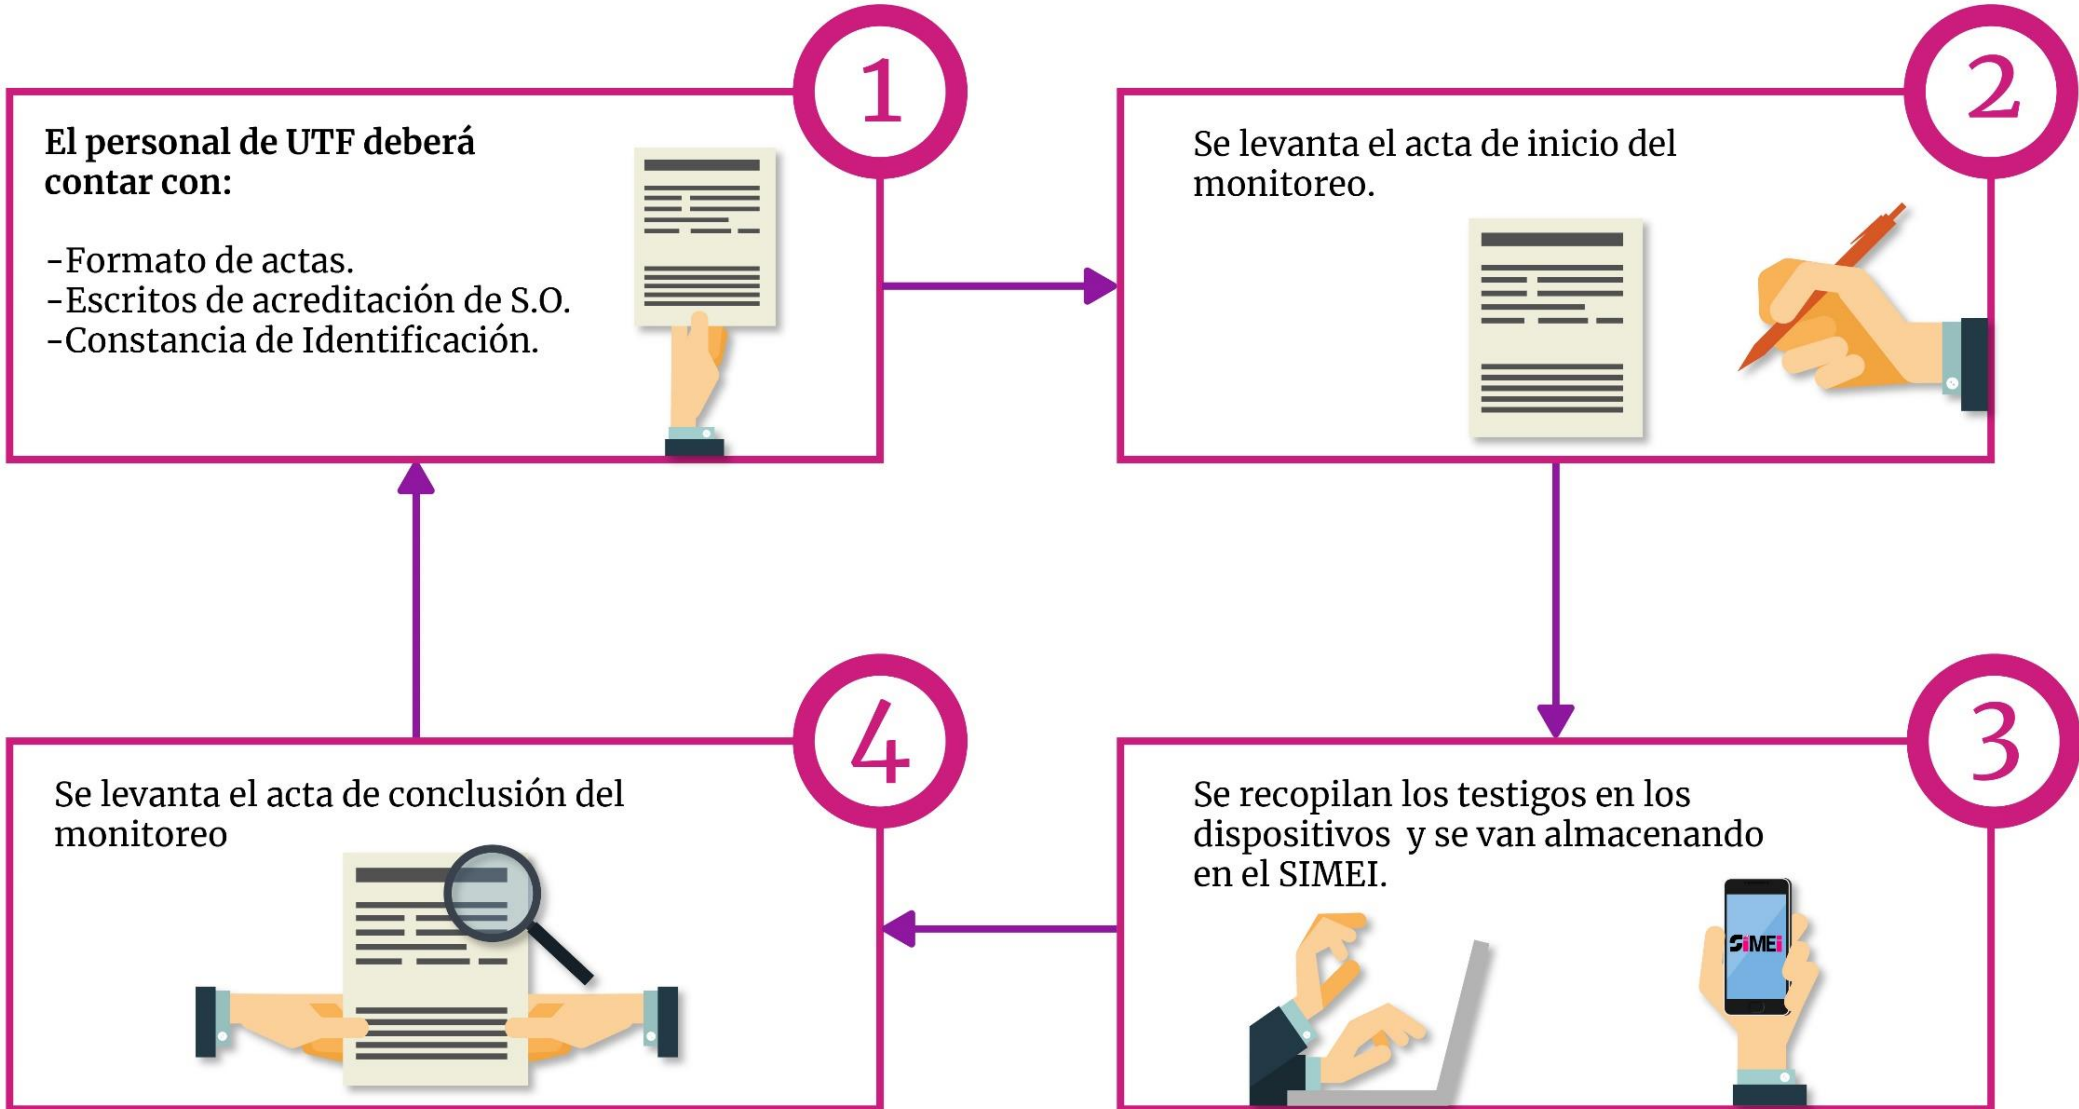 1
El personal de UTF deberá
contar con:
-Formato de actas.
-Escritos de acreditación de S.O.
-Constancia de Identificación.
2
Se levanta el acta de inicio del
monitoreo.
3
Se recopilan los testigos en los
dispositivos  y se van almacenando
en el SIMEI.
SiMEi
4
Se levanta el acta de conclusión del
monitoreo